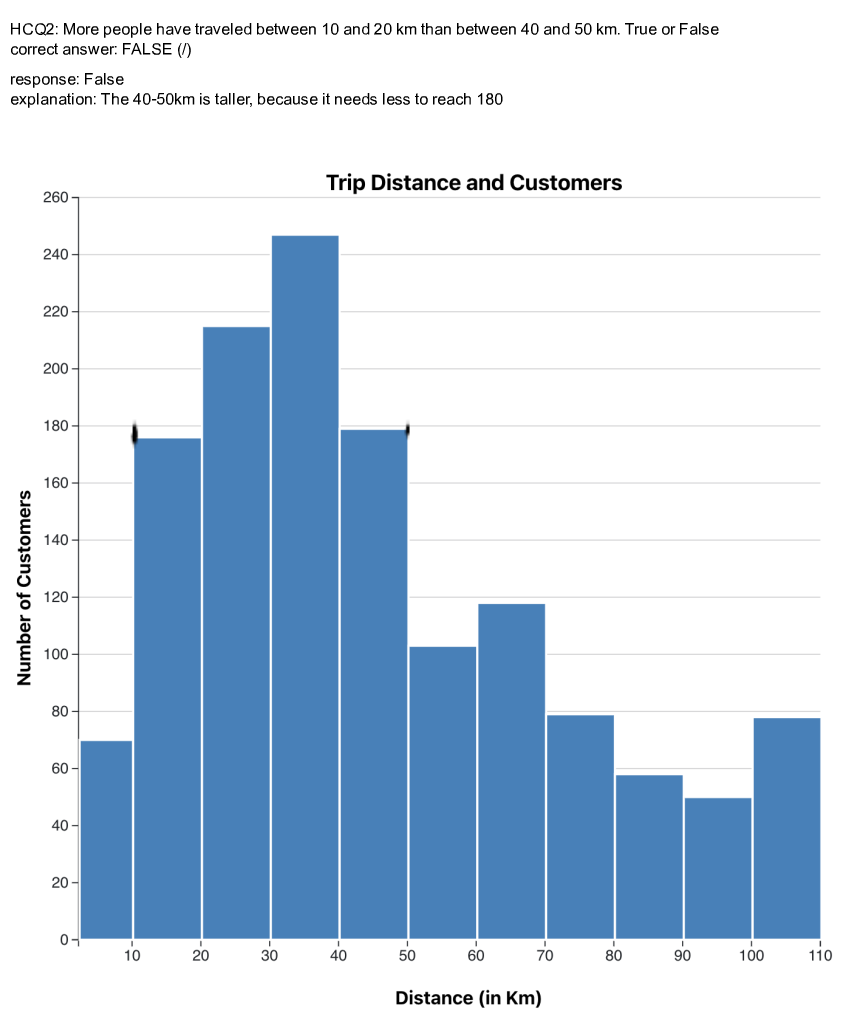 HCQ2: More people have traveled between 10 and 20 km than between 40 and 50 km. True or False
correct answer: FALSE (/)
response: False
explanation: The 40-50km is taller, because it needs less to reach 180
Trip Distance and Customers
260
240
220
200
180
160
140
120
100
80
60
40
20
0
Number of Customers
10 20 30 40 50 60 70 80 90 100 110
Distance (in Km)